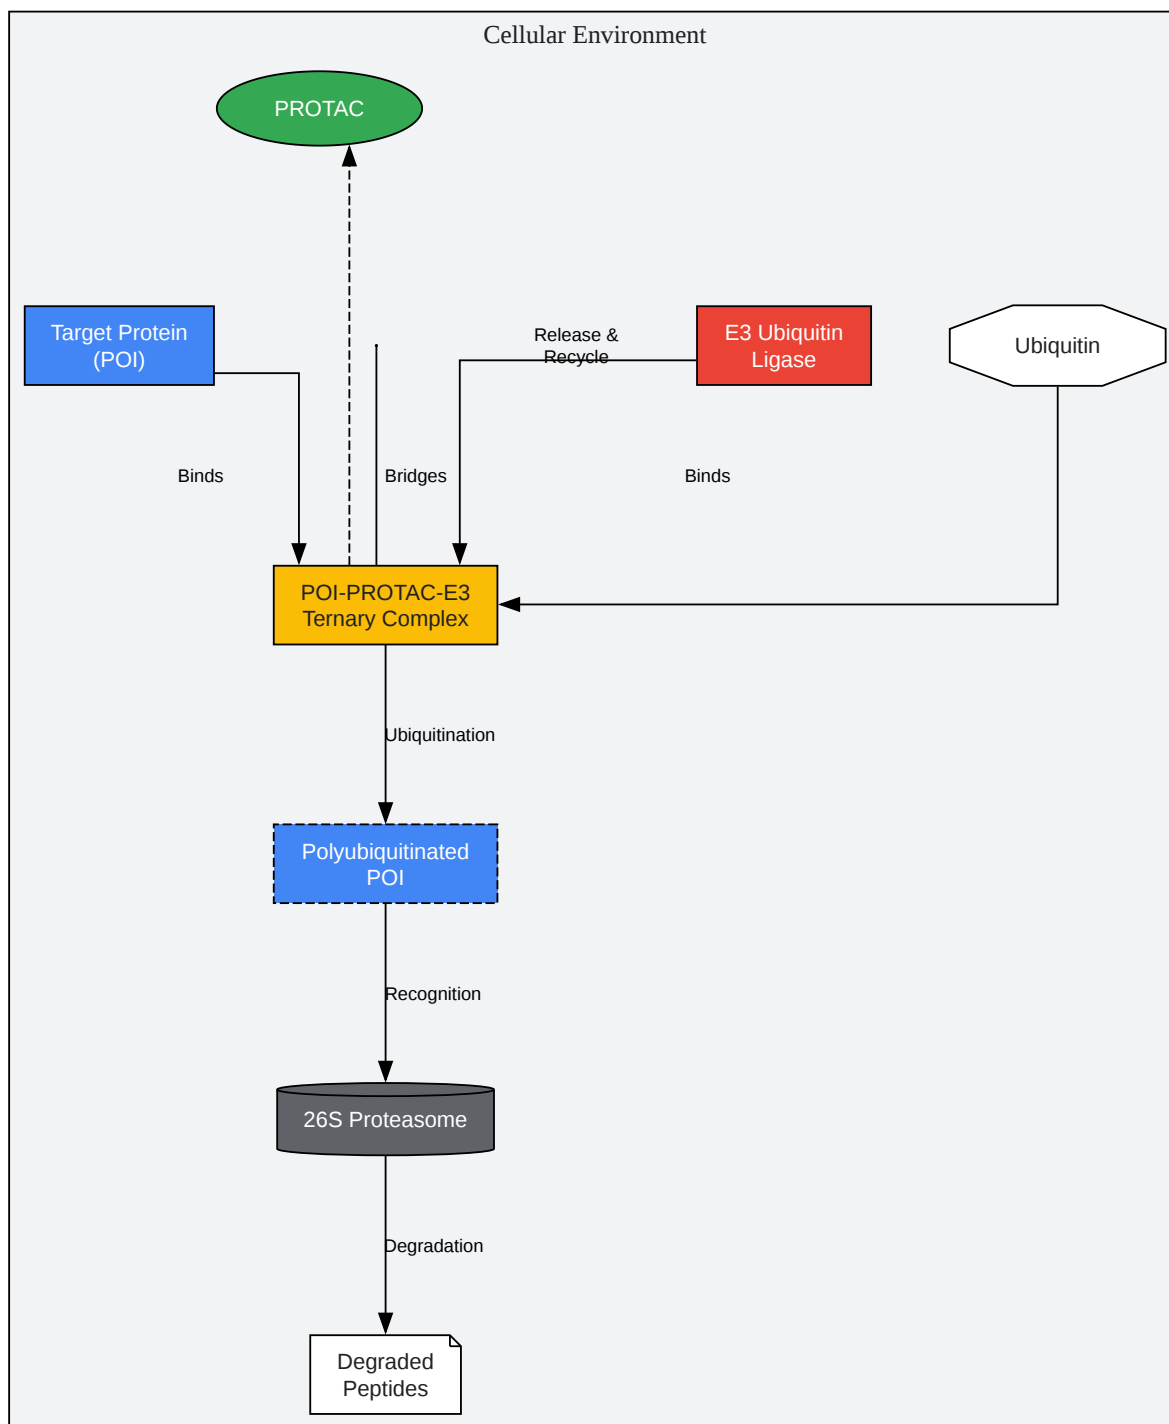 Cellular Environment
PROTAC
Target Protein
(POI)
Release &
Recycle
E3 Ubiquitin
Ligase
Ubiquitin
Binds
Bridges
Binds
POI-PROTAC-E3
Ternary Complex
Ubiquitination
Polyubiquitinated
POI
Recognition
26S Proteasome
Degradation
Degraded
Peptides